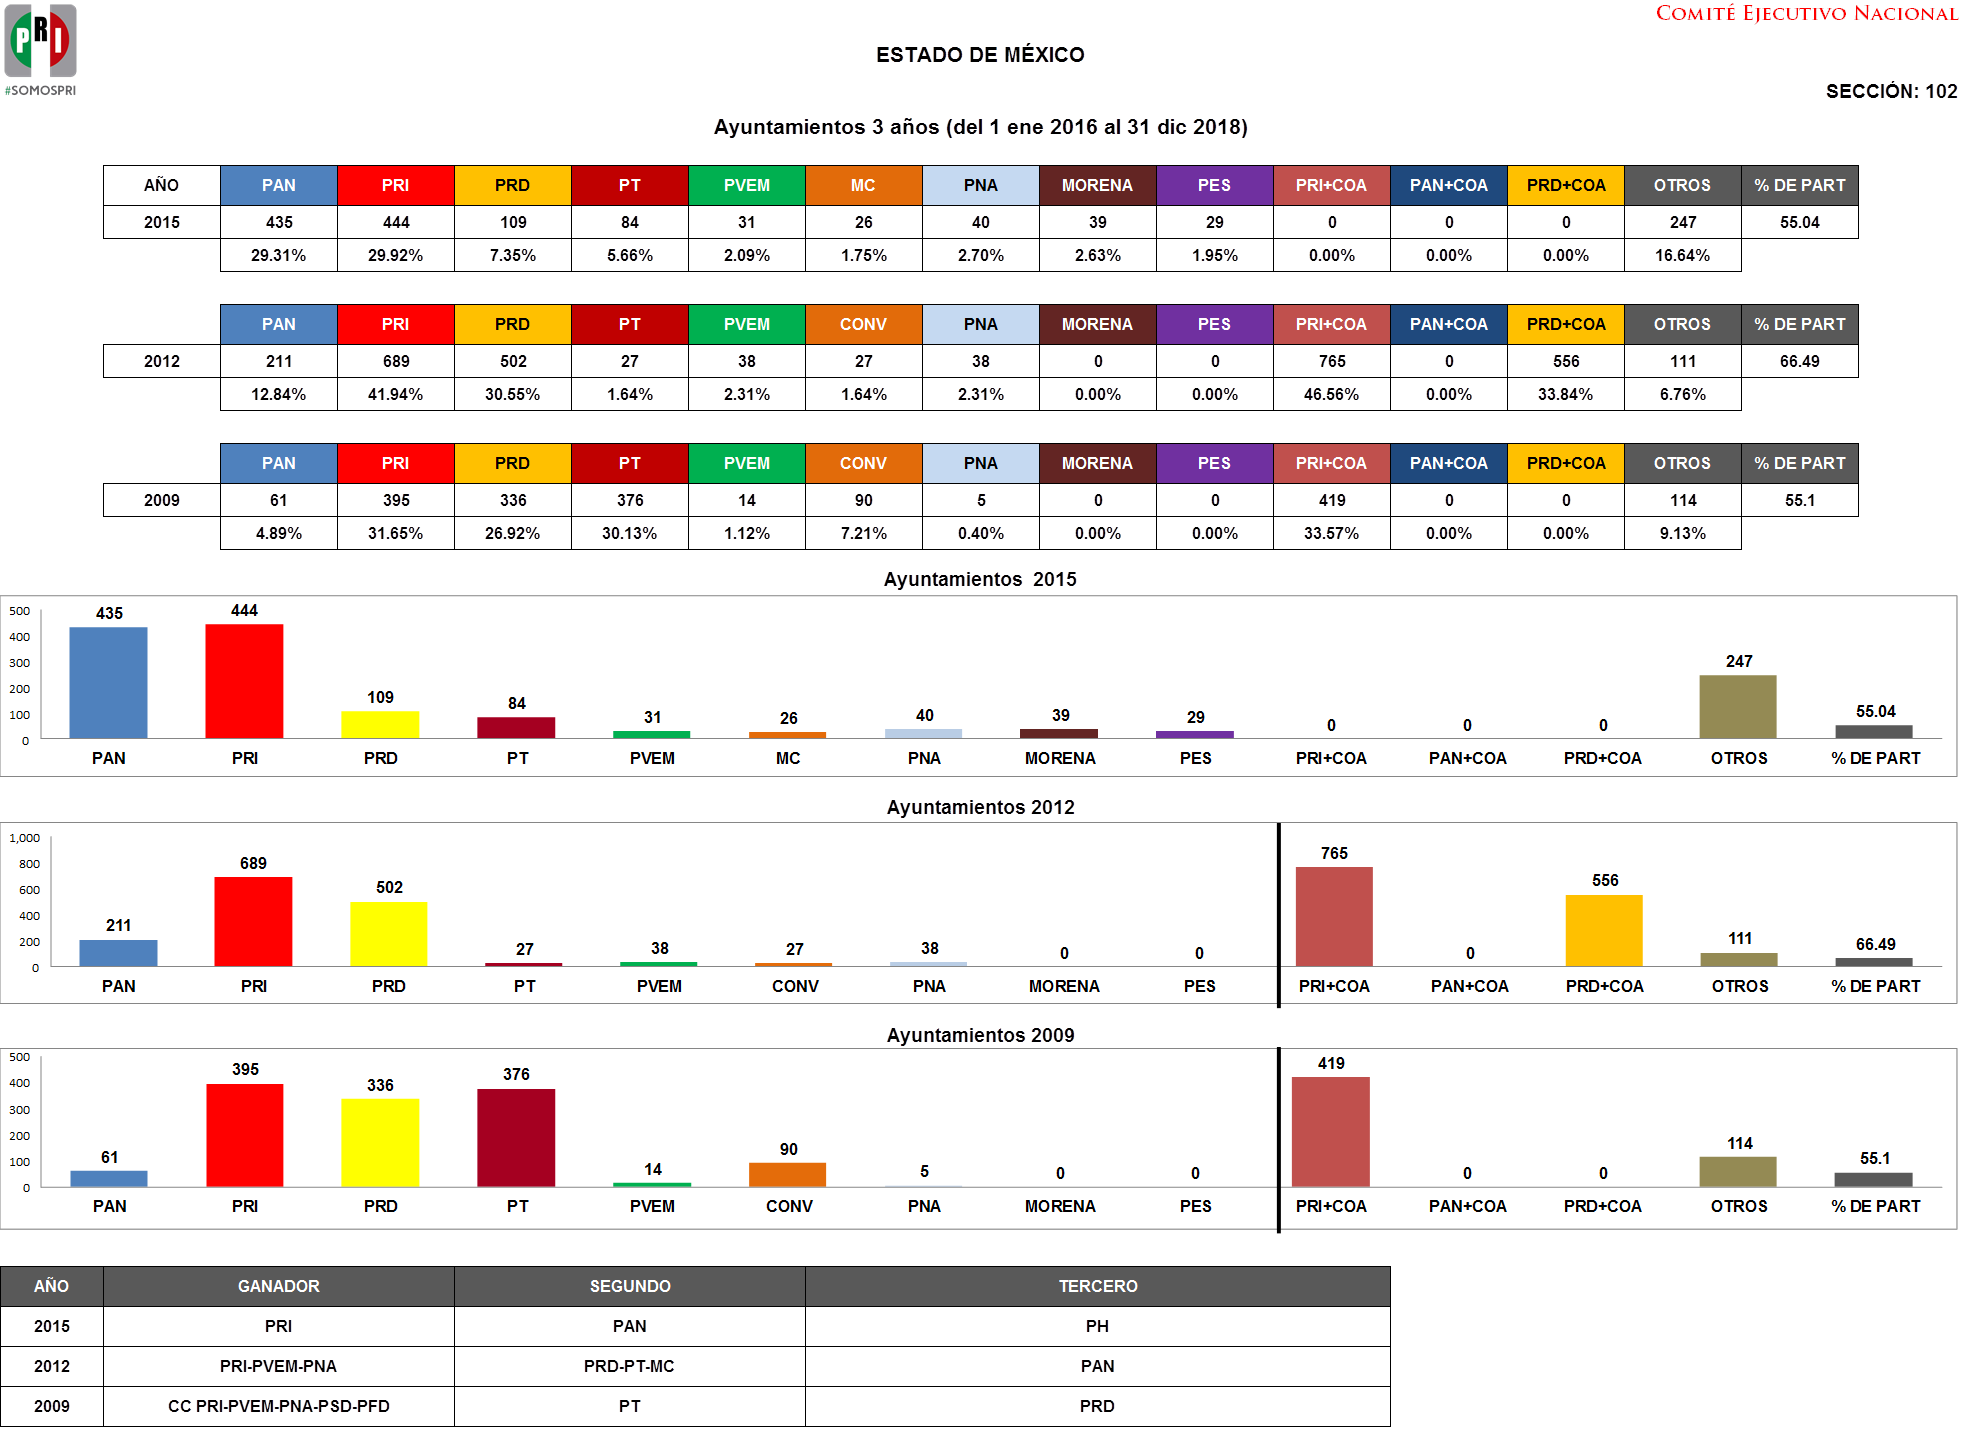 PRI
#SOMOSPRI
COMITÉ EJECUTIVO NACIONAL
ESTADO DE MÉXICO
SECCIÓN: 102
Ayuntamientos 3 años (del 1 ene 2016 al 31 dic 2018)
AÑO PAN PRI PRD PT PVEM MC PNA MORENA PES PRI+COA PAN+COA PRD+COA OTROS % DE PART
2015 435 444 109 84 31 26 40 39 29 0 0 0 247 55.04
29.31% 29.92% 7.35% 5.66% 2.09% 1.75% 2.70% 2.63% 1.95% 0.00% 0.00% 0.00% 16.64%
PAN PRI PRD PT PVEM CONV PNA MORENA PES PRI+COA PAN+COA PRD+COA OTROS % DE PART
2012 211 689 502 27 38 27 38 0 0 765 0 556 111 66.49
12.84% 41.94% 30.55% 1.64% 2.31% 1.64% 2.31% 0.00% 0.00% 46.56% 0.00% 33.84% 6.76%
PAN PRI PRD PT PVEM CONV PNA MORENA PES PRI+COA PAN+COA PRD+COA OTROS % DE PART
2009 61 395 336 376 14 90 5 0 0 419 0 0 114 55.1
4.89% 31.65% 26.92% 30.13% 1.12% 7.21% 0.40% 0.00% 0.00% 33.57% 0.00% 0.00% 9.13%
Ayuntamientos 2015
500
400
300
200
100
0
435 444 109 84 31 26 40 39 29 0 0 0 247 55.04
PAN PRI PRD PT PVEM MC PNA MORENA PES PRI+COA PAN+COA PRD+COA OTROS % DE PART
Ayuntamientos 2012
1,000
800
600
400
200
0
211 689 502 27 38 27 38 0 0 765 0 556 111 66.49
PAN PRI PRD PT PVEM CONV PNA MORENA PES PRI+COA PAN+COA PRD+COA OTROS % DE PART
Ayuntamientos 2009
500
400
300
200
100
0
61 395 336 376 14 90 5 0 0 419 0 0 114 55.1
PAN PRI PRD PT PVEM CONV PNA MORENA PES PRI+COA PAN+COA PRD+COA OTROS % DE PART
AÑO GANADOR SEGUNDO TERCERO
2015 PRI PAN PH
2012 PRI-PVEM-PNA PRD-PT-MC PAN
2009 CC PRI-PVEM-PNA-PSD-PFD PT PRD